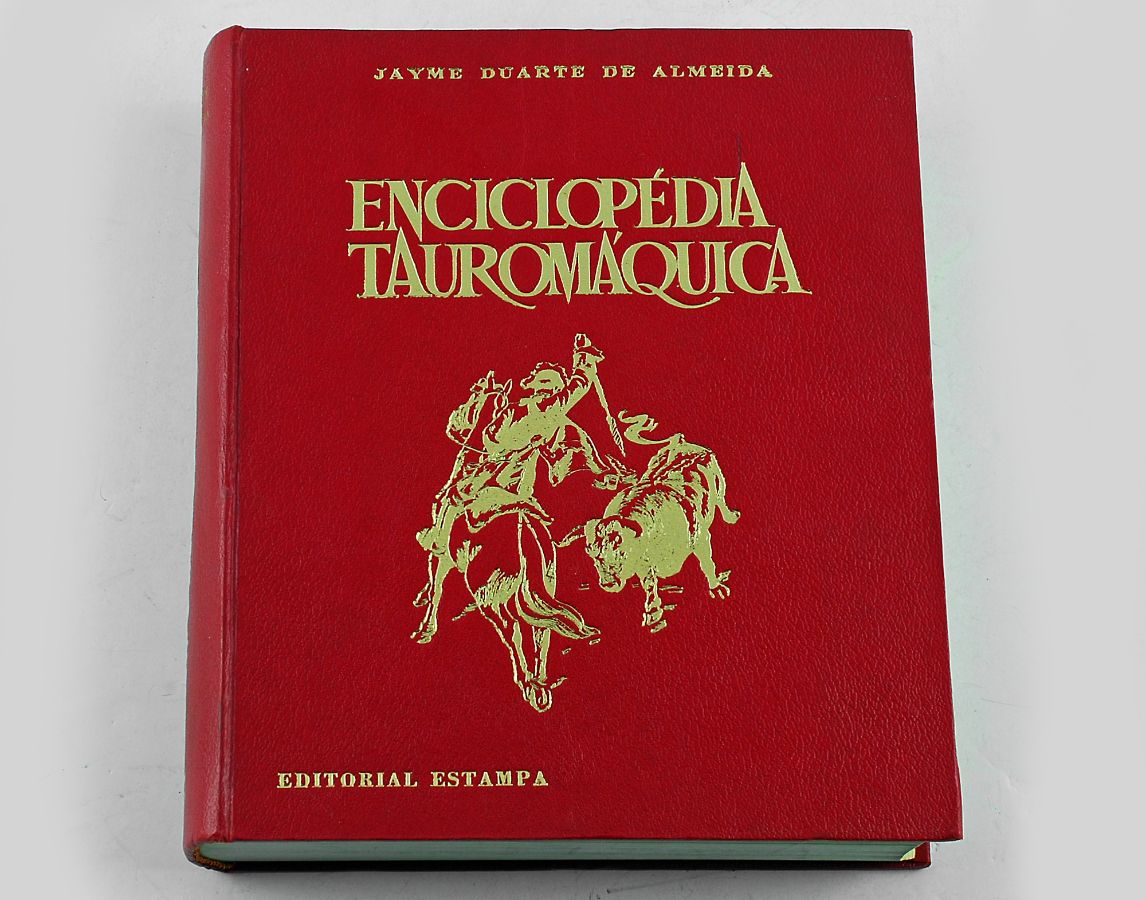 JAYME DUARTE DE ALMEIDA
ENCICLOPÉDIA
TAUROMÁQUICA
EDITORIAL ESTAMPA